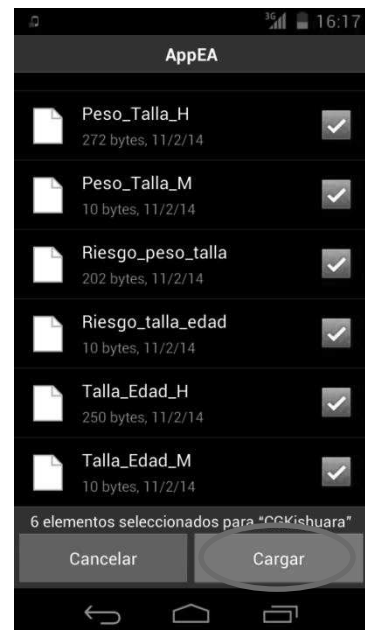 3G 16:17
AppEA
Peso_Talla_H
272 bytes, 11/2/14
Peso_Talla_M
10 bytes, 11/2/14
Riesgo_peso_talla
202 bytes, 11/2/14
Riesgo_talla_edad
10 bytes, 11/2/14
Talla_Edad_H
250 bytes, 11/2/14
Talla_Edad_M
10 bytes, 11/2/14
6 elementos seleccionados para "CGKishuara"
Cancelar Cargar